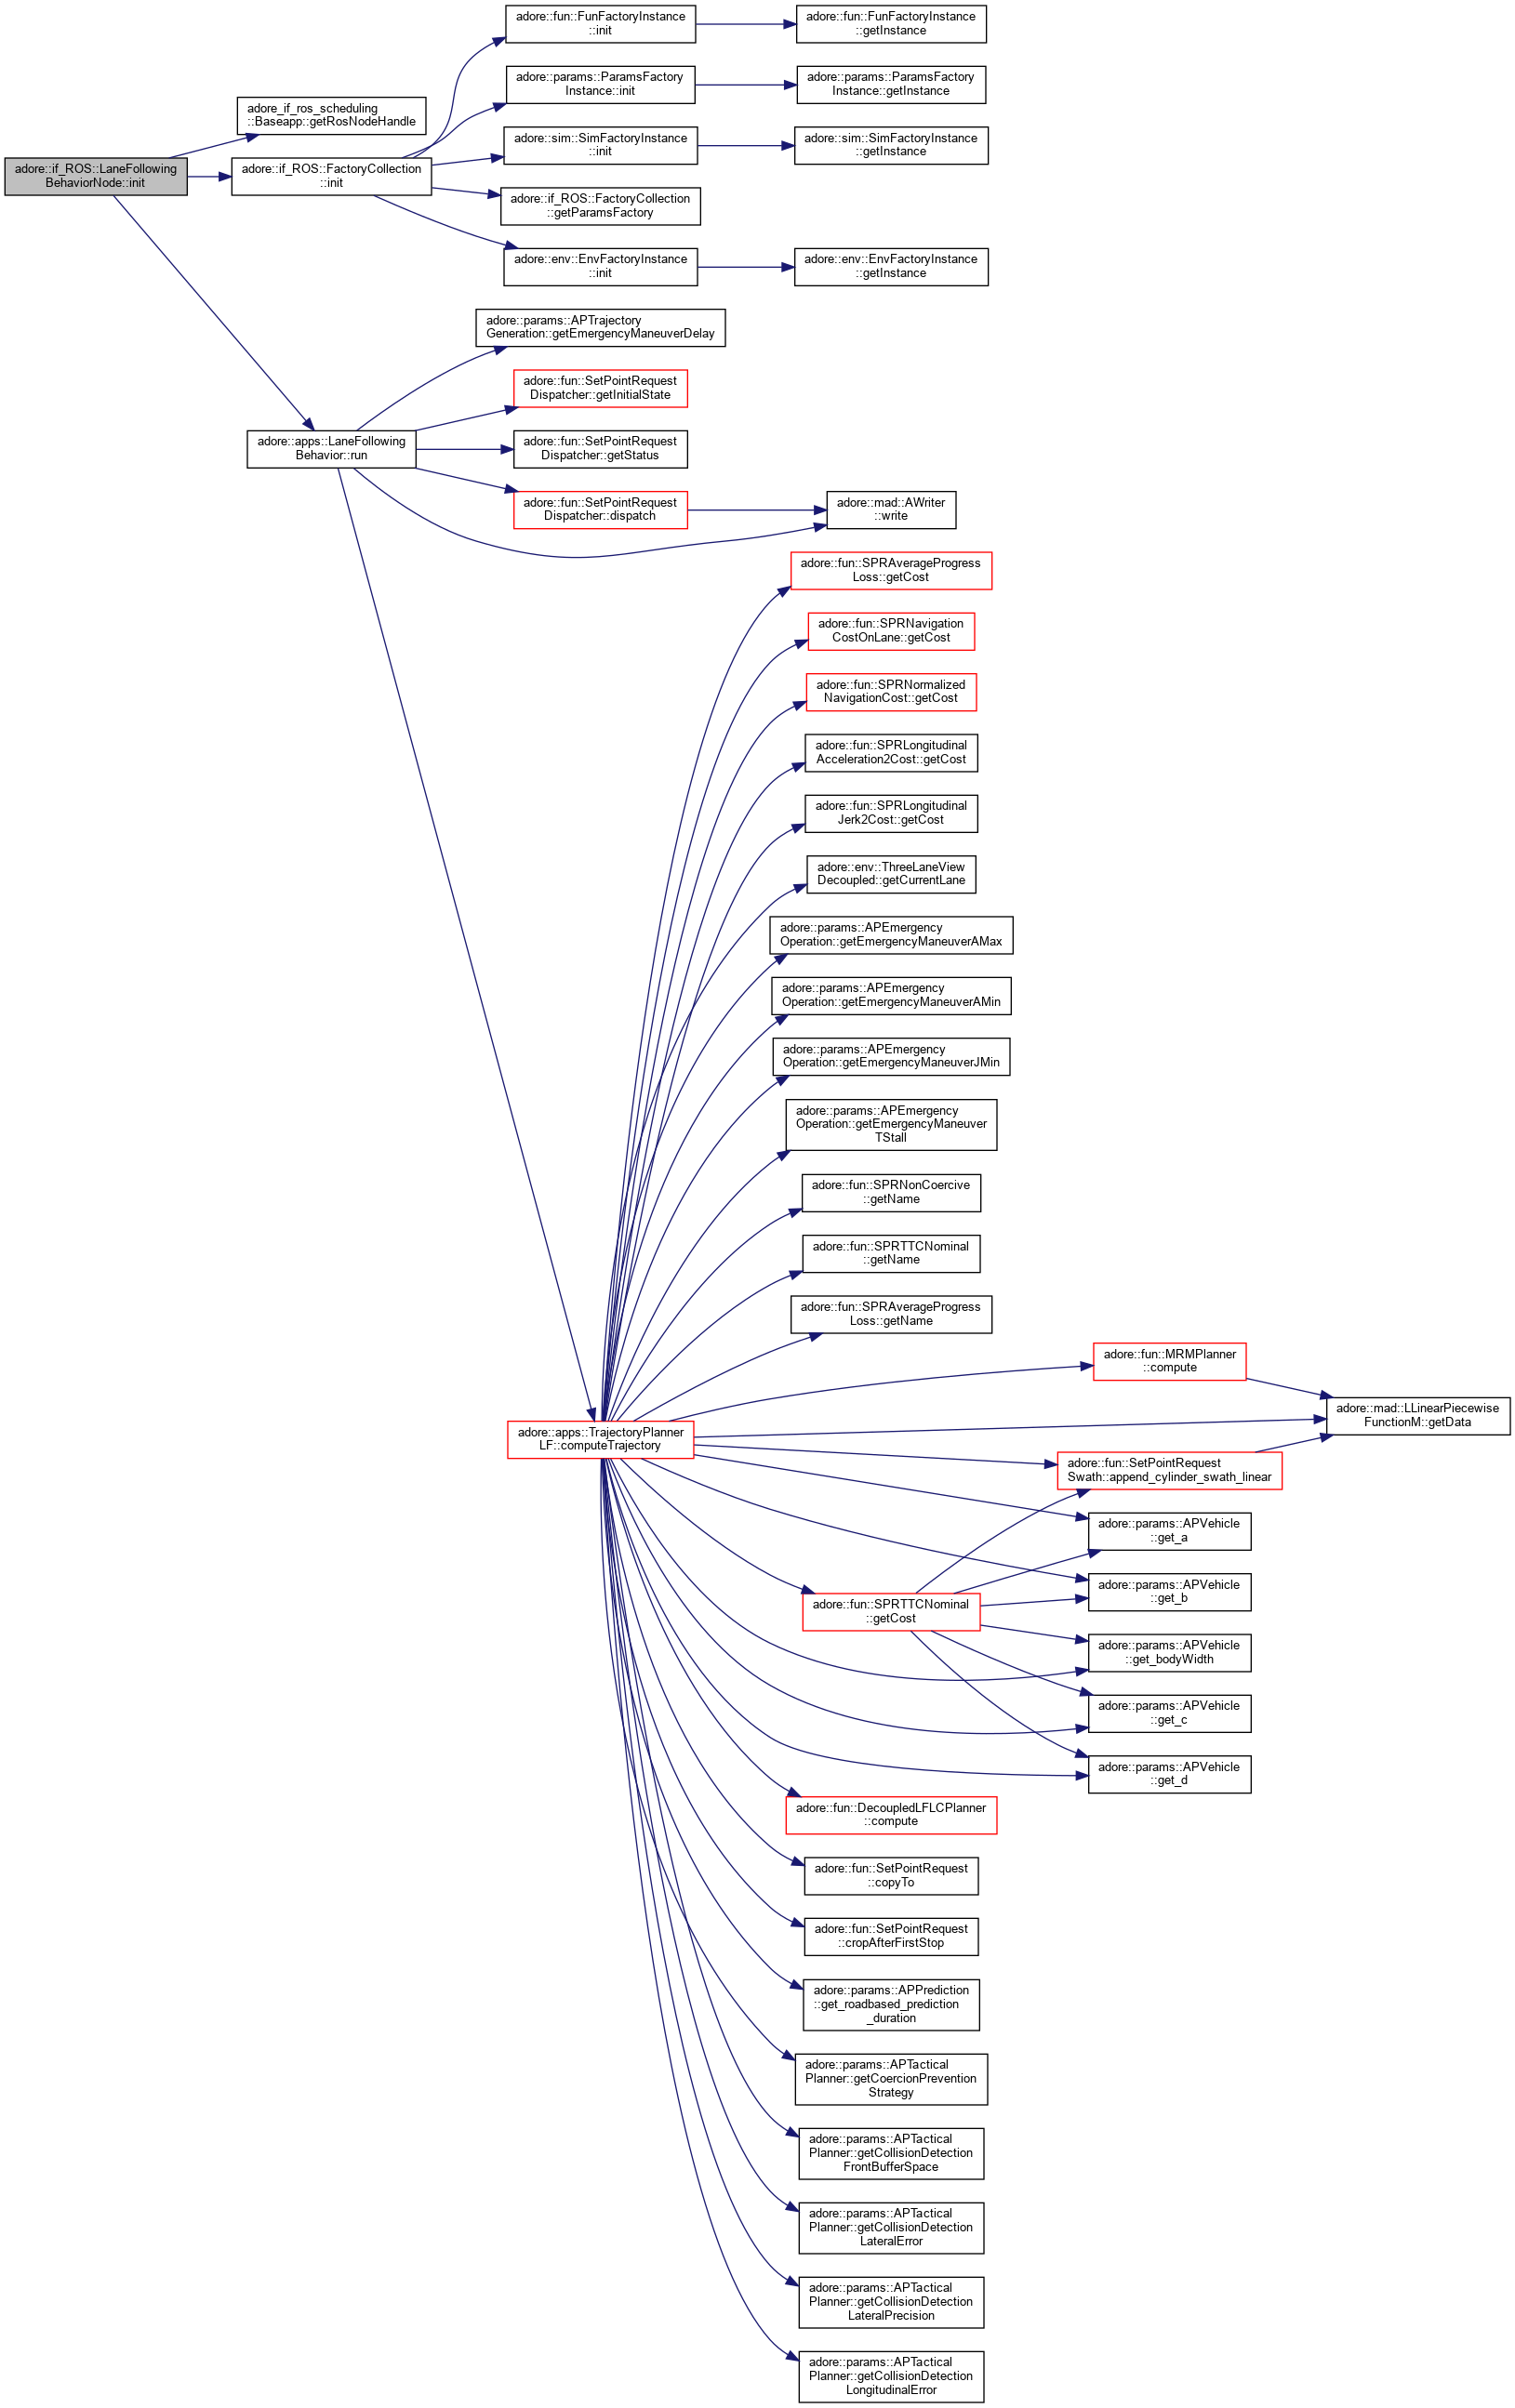 adore::if_ROS::LaneFollowing
BehaviorNode::init
adore_if_ros_scheduling
::Baseapp::getRosNodeHandle
adore::if_ROS::FactoryCollection
::init
adore::fun::FunFactoryInstance
::init
adore::fun::FunFactoryInstance
::getInstance
adore::params::ParamsFactory
Instance::init
adore::params::ParamsFactory
Instance::getInstance
adore::sim::SimFactoryInstance
::init
adore::sim::SimFactoryInstance
::getInstance
adore::if_ROS::FactoryCollection
::getParamsFactory
adore::env::EnvFactoryInstance
::init
adore::env::EnvFactoryInstance
::getInstance
adore::apps::LaneFollowing
Behavior::run
adore::params::APTrajectory
Generation::getEmergencyManeuverDelay
adore::fun::SetPointRequest
Dispatcher::getInitialState
adore::fun::SetPointRequest
Dispatcher::getStatus
adore::fun::SetPointRequest
Dispatcher::dispatch
adore::mad::AWriter
::write
adore::apps::TrajectoryPlanner
LF::computeTrajectory
adore::fun::SPRAverageProgress
Loss::getCost
adore::fun::SPRNavigation
CostOnLane::getCost
adore::fun::SPRNormalized
NavigationCost::getCost
adore::fun::SPRLongitudinal
Acceleration2Cost::getCost
adore::fun::SPRLongitudinal
Jerk2Cost::getCost
adore::env::ThreeLaneView
Decoupled::getCurrentLane
adore::params::APEmergency
Operation::getEmergencyManeuverAMax
adore::params::APEmergency
Operation::getEmergencyManeuverAMin
adore::params::APEmergency
Operation::getEmergencyManeuverJMin
adore::params::APEmergency
Operation::getEmergencyManeuver
TStall
adore::fun::SPRNonCoercive
::getName
adore::fun::SPRTTCNominal
::getName
adore::fun::SPRAverageProgress
Loss::getName
adore::fun::MRMPlanner
::compute
adore::mad::LLinearPiecewise
FunctionM::getData
adore::fun::SetPointRequest
Swath::append_cylinder_swath_linear
adore::params::APVehicle
::get_a
adore::params::APVehicle
::get_b
adore::fun::SPRTTCNominal
::getCost
adore::params::APVehicle
::get_bodyWidth
adore::params::APVehicle
::get_c
adore::params::APVehicle
::get_d
adore::fun::DecoupledLFLCPlanner
::compute
adore::fun::SetPointRequest
::copyTo
adore::fun::SetPointRequest
::cropAfterFirstStop
adore::params::APPrediction
::get_roadbased_prediction
_duration
adore::params::APTactical
Planner::getCoercionPrevention
Strategy
adore::params::APTactical
Planner::getCollisionDetection
FrontBufferSpace
adore::params::APTactical
Planner::getCollisionDetection
LateralError
adore::params::APTactical
Planner::getCollisionDetection
LateralPrecision
adore::params::APTactical
Planner::getCollisionDetection
LongitudinalError